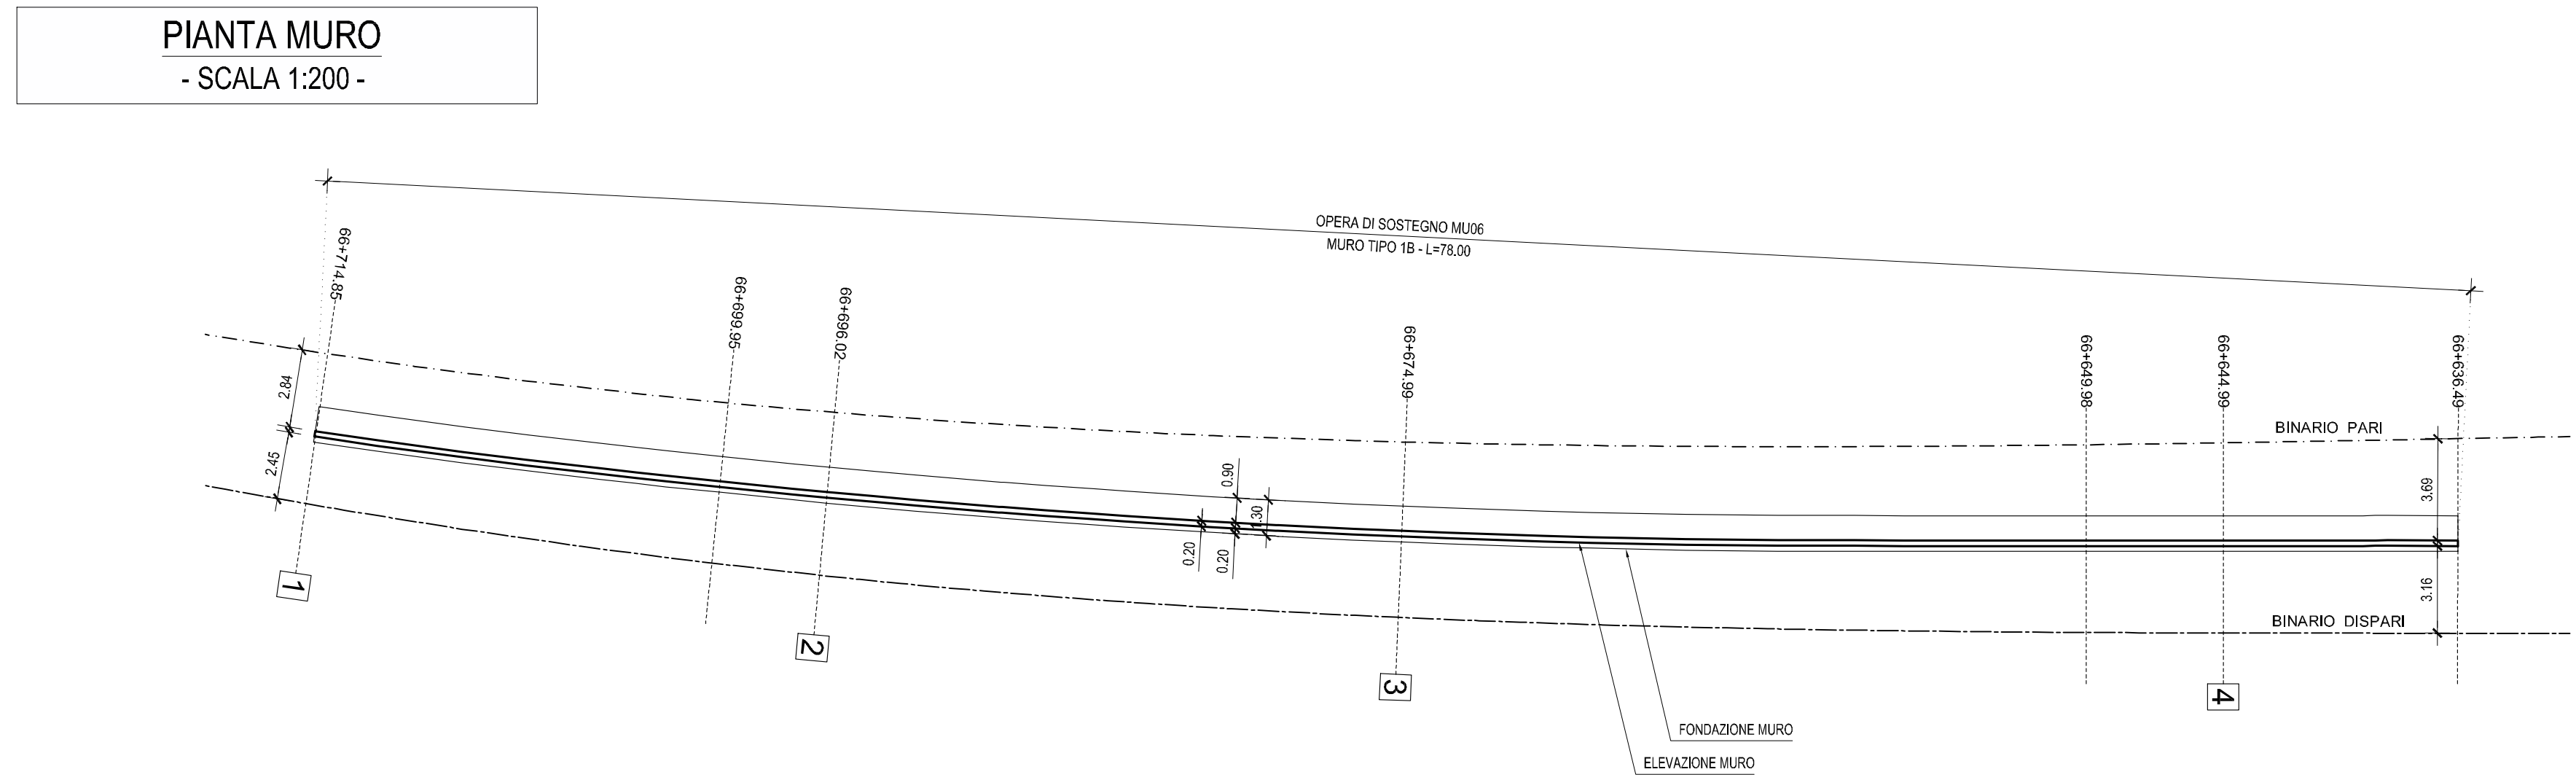 PIANTA MURO
- SCALA 1:200 -
OPERA DI SOSTEGNO MU06
MURO TIPO 1B - L=78.00
66+714.85
66+699.95
66+696.02
66+674.99
66+649.98
66+644.99
66+636.49
BINARIO PARI
2.84
2.45
0.90
1.30
0.20
0.20
3.69
3.16
BINARIO DISPARI
1
2
3
4
FONDAZIONE MURO
ELEVAZIONE MURO